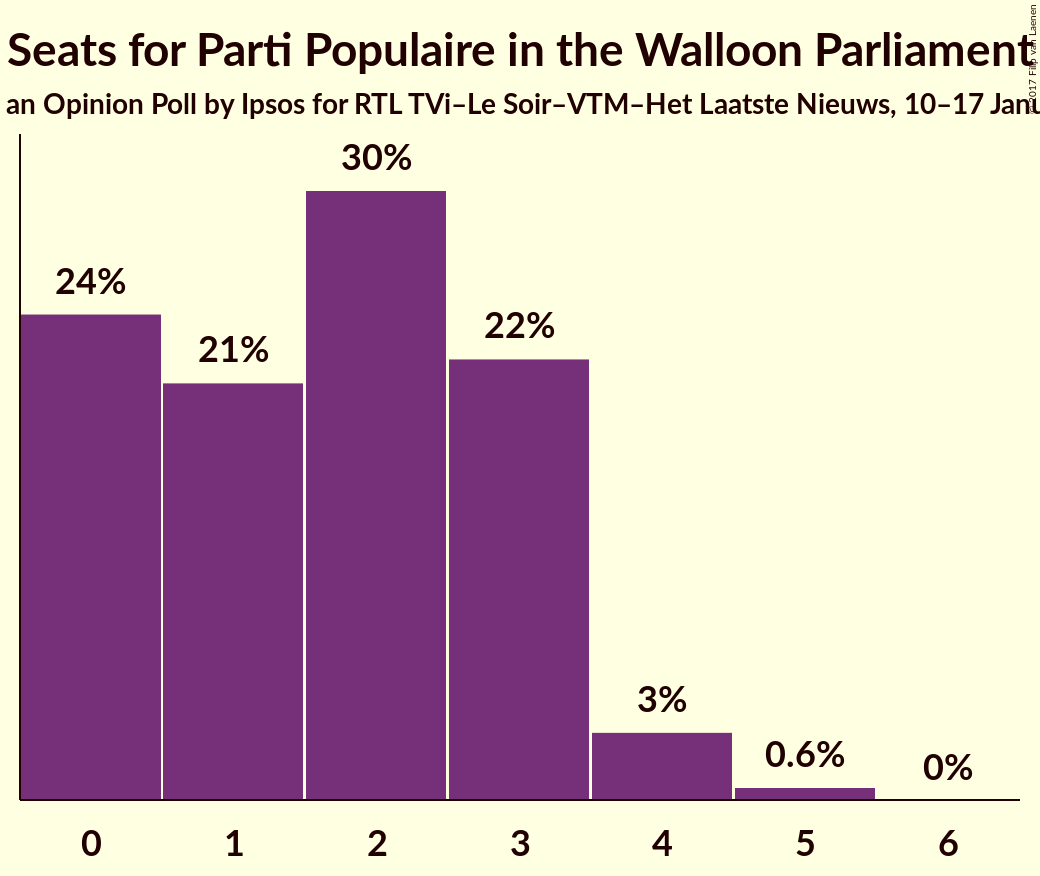 Seats for Parti Populaire in the Walloon Parliament
an Opinion Poll by Ipsos for RTL TVi–Le Soir–VTM–Het Laatste Nieuws, 10–17 Janu
© 2017 Filip van Laenen
30%
24%
22%
21%
3%
0.6%
0%
0 1 2 3 4 5 6